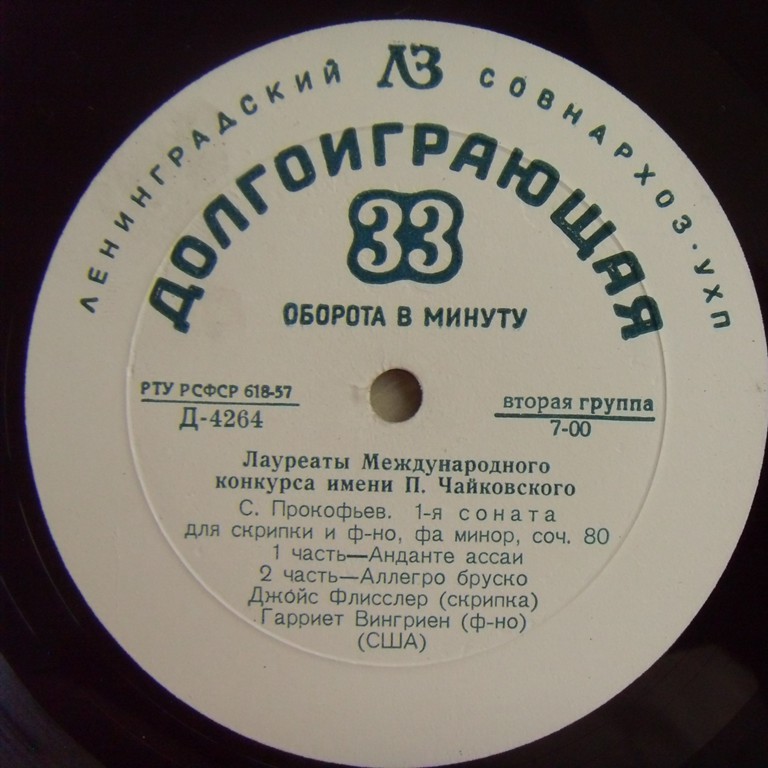 ЛЕНИНГРАДСКИЙ ЛЗ СОВНАРХОЗ·УХП
ДОЛГОИГРАЮЩАЯ
33
ОБОРОТА В МИНУТУ
РТУ РСФСР 618-57
Д-4264
вторая группа
7-00
Лауреаты Международного
конкурса имени П. Чайковского
С. Прокофьев. 1-я соната
для скрипки и ф-но, фа минор, соч. 80
1 часть—Анданте ассаи
2 часть—Аллегро бруско
Джойс Флисслер (скрипка)
Гарриет Вингриен (ф-но)
(США)